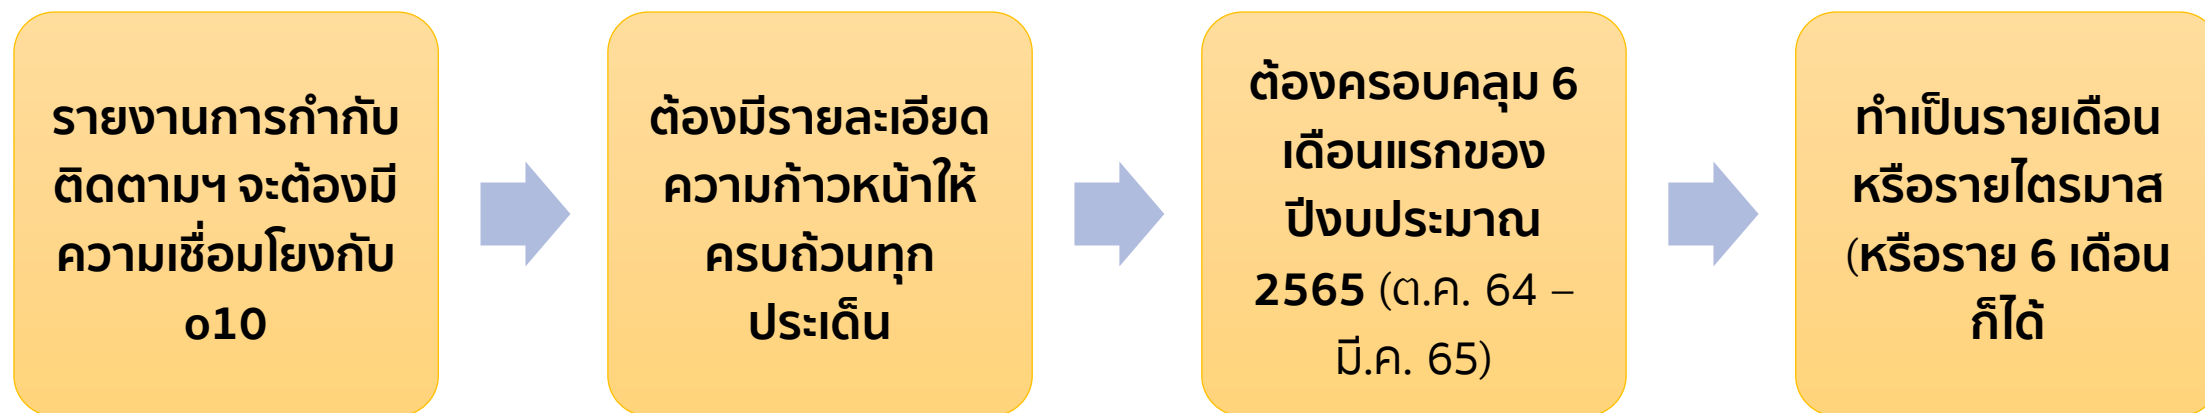 รายงานการกำกับ
ติดตามฯ จะต้องมี
ความเชื่อมโยงกับ
o10
ต้องมีรายละเอียด
ความก้าวหน้าให้
ครบถ้วนทุก
ประเด็น
ต้องครอบคลุม 6
เดือนแรกของ
ปีงบประมาณ
2565 (ต.ค. 64 –
มี.ค. 65)
ทำเป็นรายเดือน
หรือรายไตรมาส
(หรือราย 6 เดือน
ก็ได้